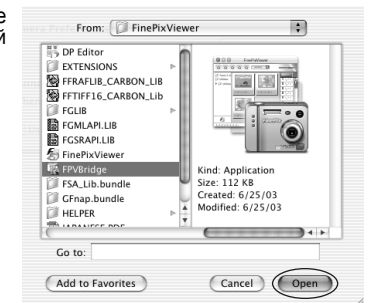 From: FinePixViewer
DP Editor
EXTENSIONS
FFRAFLIB_CARBON_LIB
FFTIFF16_CARBON_Lib
FGLIB
FGMLAPI.LIB
FGSRAPI.LIB
FinePixViewer
FPVBridge
FSA_Lib.bundle
GFnap.bundle
HELPER
JAPANESE PDF
Kind: Application
Size: 112 KB
Created: 6/25/03
Modified: 6/25/03
Go to:
Add to Favorites
Cancel
Open